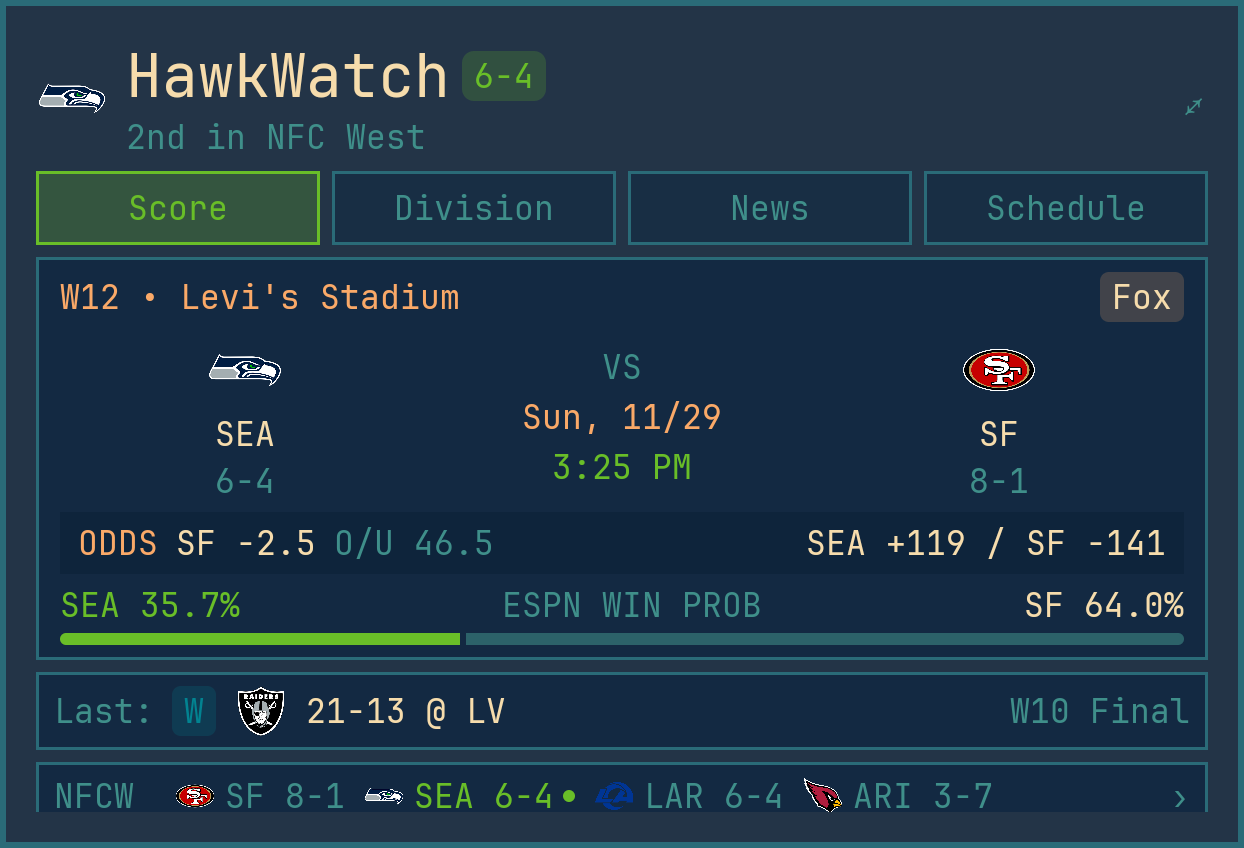 HawkWatch 6-4
2nd in NFC West
Score Division News Schedule
W12 • Levi's Stadium Fox
VS
Sun, 11/29
SEA SF
3:25 PM
6-4 8-1
ODDS SF -2.5 O/U 46.5 SEA +119 / SF -141
SEA 35.7% ESPN WIN PROB SF 64.0%
Last: W RAIDERS 21-13 @ LV W10 Final
NFCW SF 8-1 SEA 6-4 • LAR 6-4 ARI 3-7 ›